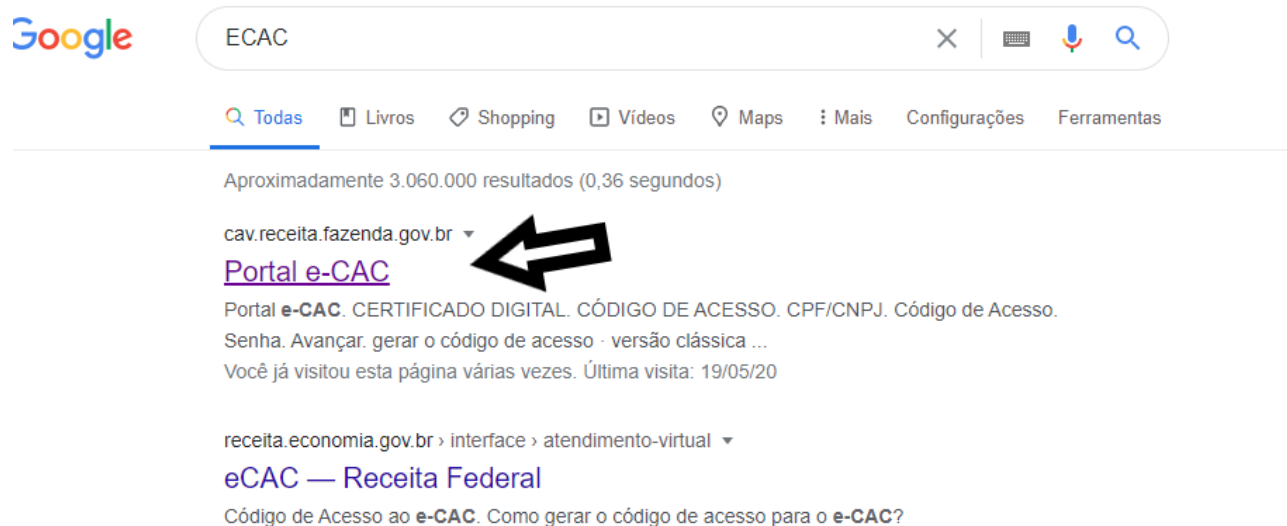 Google
ECAC
Todas Livros Shopping Vídeos Maps Mais Configurações Ferramentas
Aproximadamente 3.060.000 resultados (0,36 segundos)
cav.receita.fazenda.gov.br
Portal e-CAC
Portal e-CAC. CERTIFICADO DIGITAL. CÓDIGO DE ACESSO. CPF/CNPJ. Código de Acesso.
Senha. Avançar. gerar o código de acesso · versão clássica ...
Você já visitou esta página várias vezes. Última visita: 19/05/20
receita.economia.gov.br › interface › atendimento-virtual
eCAC — Receita Federal
Código de Acesso ao e-CAC. Como gerar o código de acesso para o e-CAC?